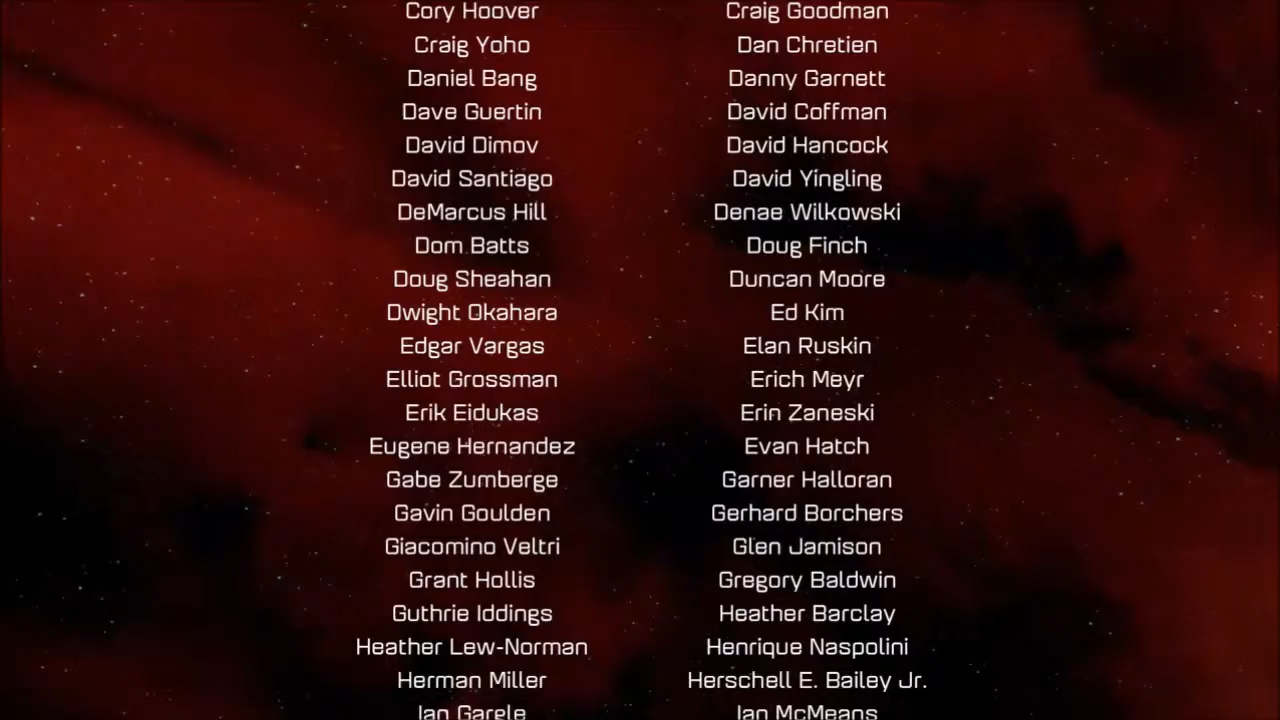 Cory Hoover Craig Goodman
Craig Yoho Dan Chretien
Daniel Bang Danny Garnett
Dave Guertin David Coffman
David Dimov David Hancock
David Santiago David Yingling
DeMarcus Hill Denae Wilkowski
Dom Batts Doug Finch
Doug Sheahan Duncan Moore
Dwight Okahara Ed Kim
Edgar Vargas Elan Ruskin
Elliot Grossman Erich Meyr
Erik Eidukas Erin Zaneski
Eugene Hernandez Evan Hatch
Gabe Zumberge Garner Halloran
Gavin Goulden Gerhard Borchers
Giacomino Veltri Glen Jamison
Grant Hollis Gregory Baldwin
Guthrie Iddings Heather Barclay
Heather Lew-Norman Henrique Naspolini
Herman Miller Herschell E. Bailey Jr.
Ian Ian McMeans